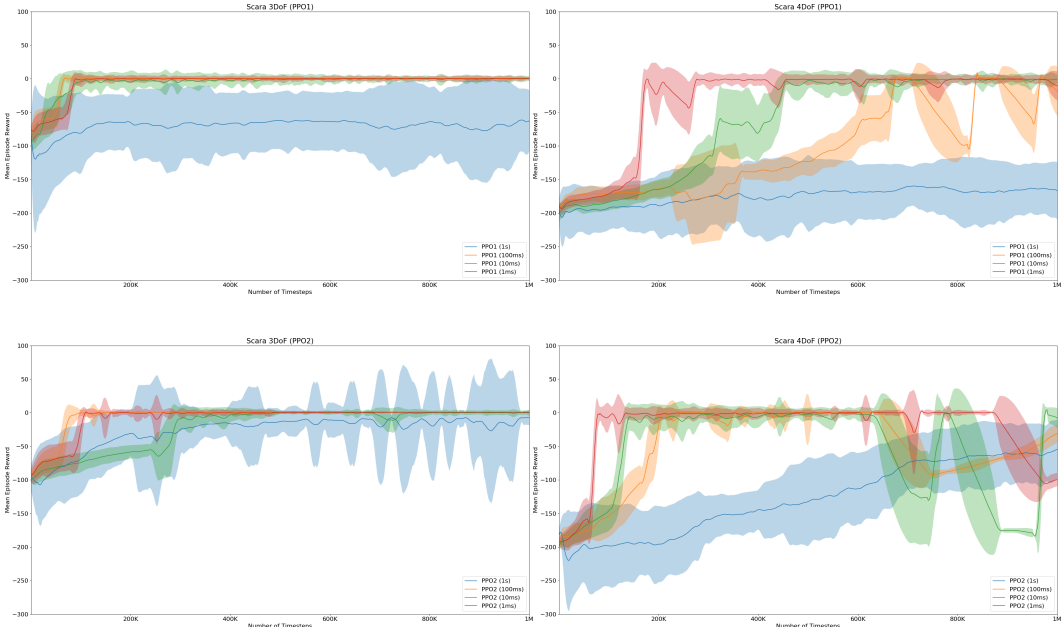 Scara 3DoF (PPO1)
100
50
0
−50
−100
−150
−200
−250
−300
Mean Episode Reward
200K
400K
600K
800K
1M
Number of Timesteps
PPO1 (1s)
PPO1 (100ms)
PPO1 (10ms)
PPO1 (1ms)
Scara 4DoF (PPO1)
100
50
0
−50
−100
−150
−200
−250
−300
Mean Episode Reward
200K
400K
600K
800K
1M
Number of Timesteps
PPO1 (1s)
PPO1 (100ms)
PPO1 (10ms)
PPO1 (1ms)
Scara 3DoF (PPO2)
100
50
0
−50
−100
−150
−200
−250
−300
Mean Episode Reward
200K
400K
600K
800K
1M
Number of Timesteps
PPO2 (1s)
PPO2 (100ms)
PPO2 (10ms)
PPO2 (1ms)
Scara 4DoF (PPO2)
100
50
0
−50
−100
−150
−200
−250
−300
Mean Episode Reward
200K
400K
600K
800K
1M
Number of Timesteps
PPO2 (1s)
PPO2 (100ms)
PPO2 (10ms)
PPO2 (1ms)